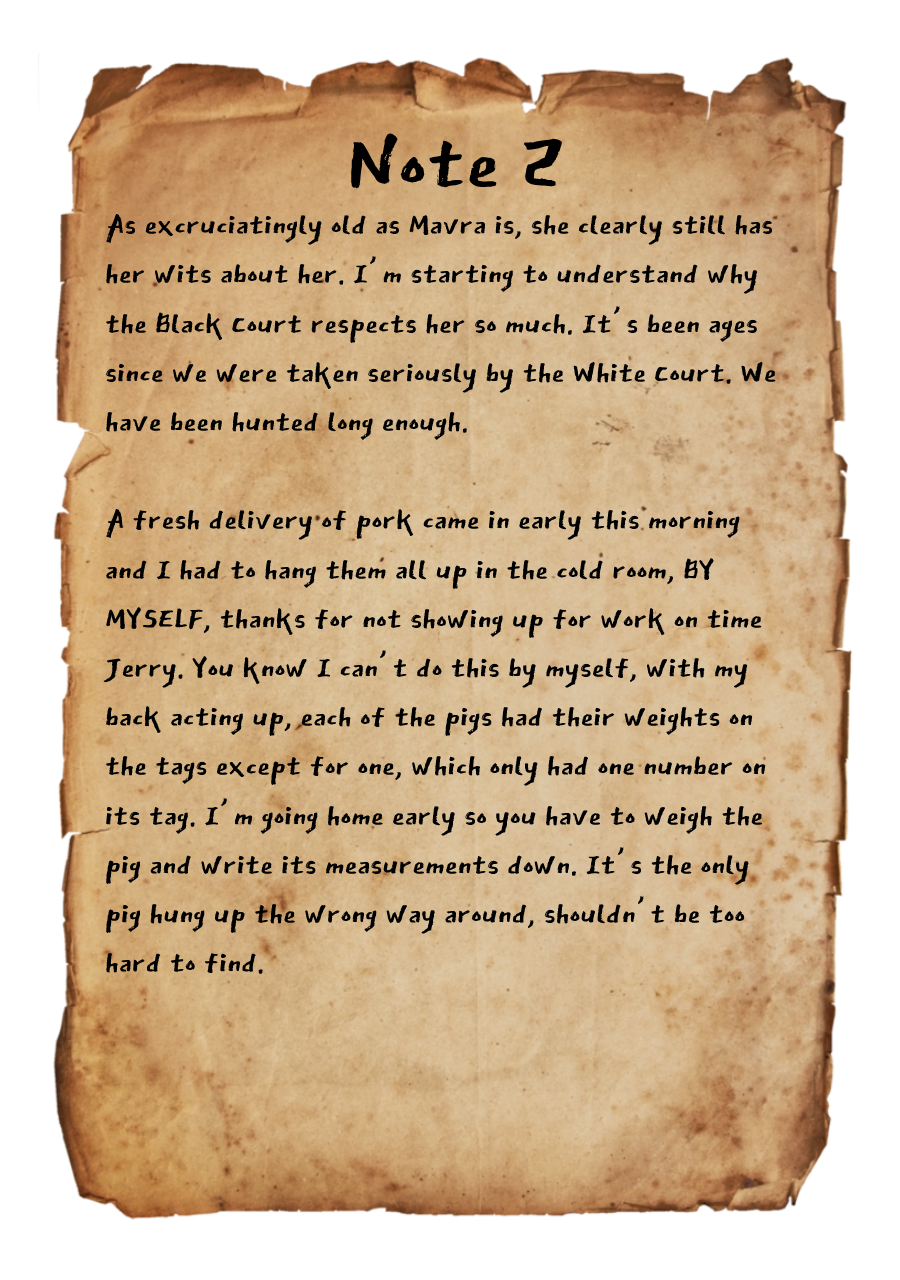 Note 2
As excruciatingly old as Mavra is, she clearly still has
her wits about her. I'm starting to understand why
the Black Court respects her so much. It's been ages
since we were taken seriously by the White Court. We
have been hunted long enough.
A fresh delivery of pork came in early this morning
and I had to hang them all up in the cold room, BY
MYSELF, thanks for not showing up for work on time
Jerry. You know I can't do this by myself, with my
back acting up, each of the pigs had their weights on
the tags except for one, which only had one number on
its tag. I'm going home early so you have to weigh the
pig and write its measurements down. It's the only
pig hung up the wrong way around, shouldn't be too
hard to find.